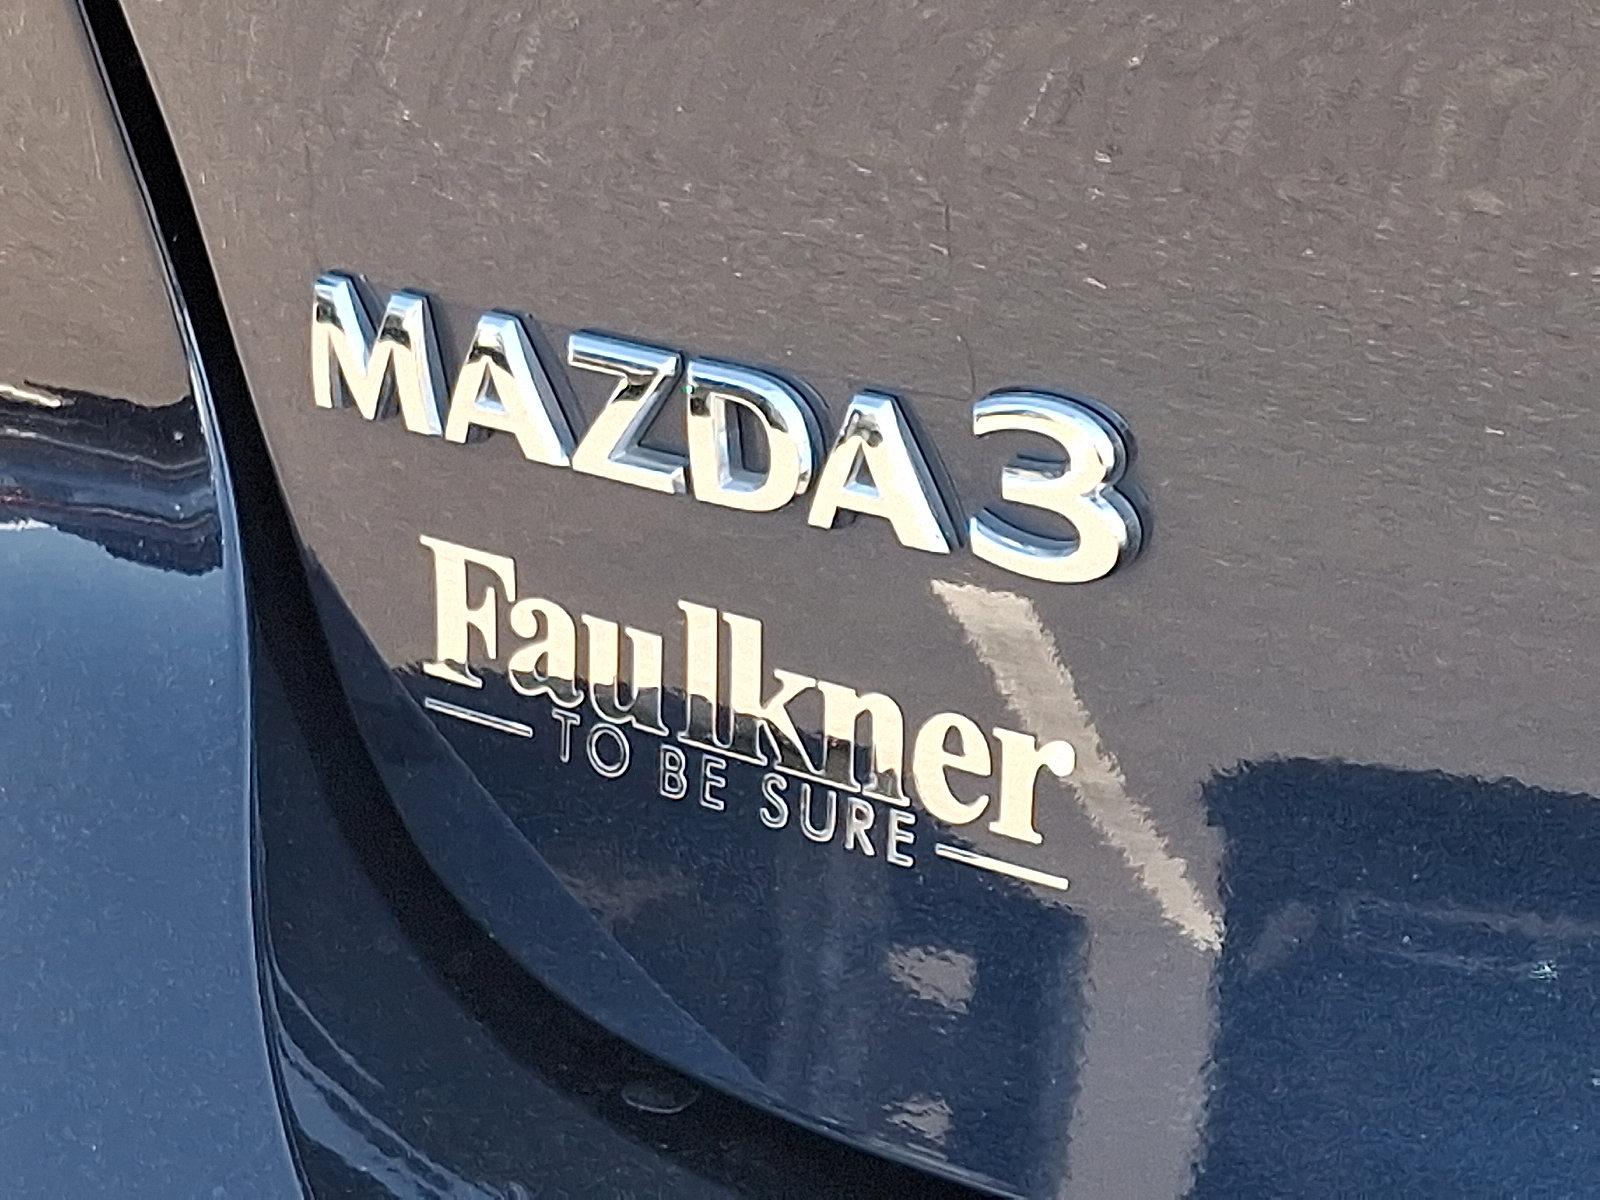 MAZDA3
Faulkner
TO BE SURE